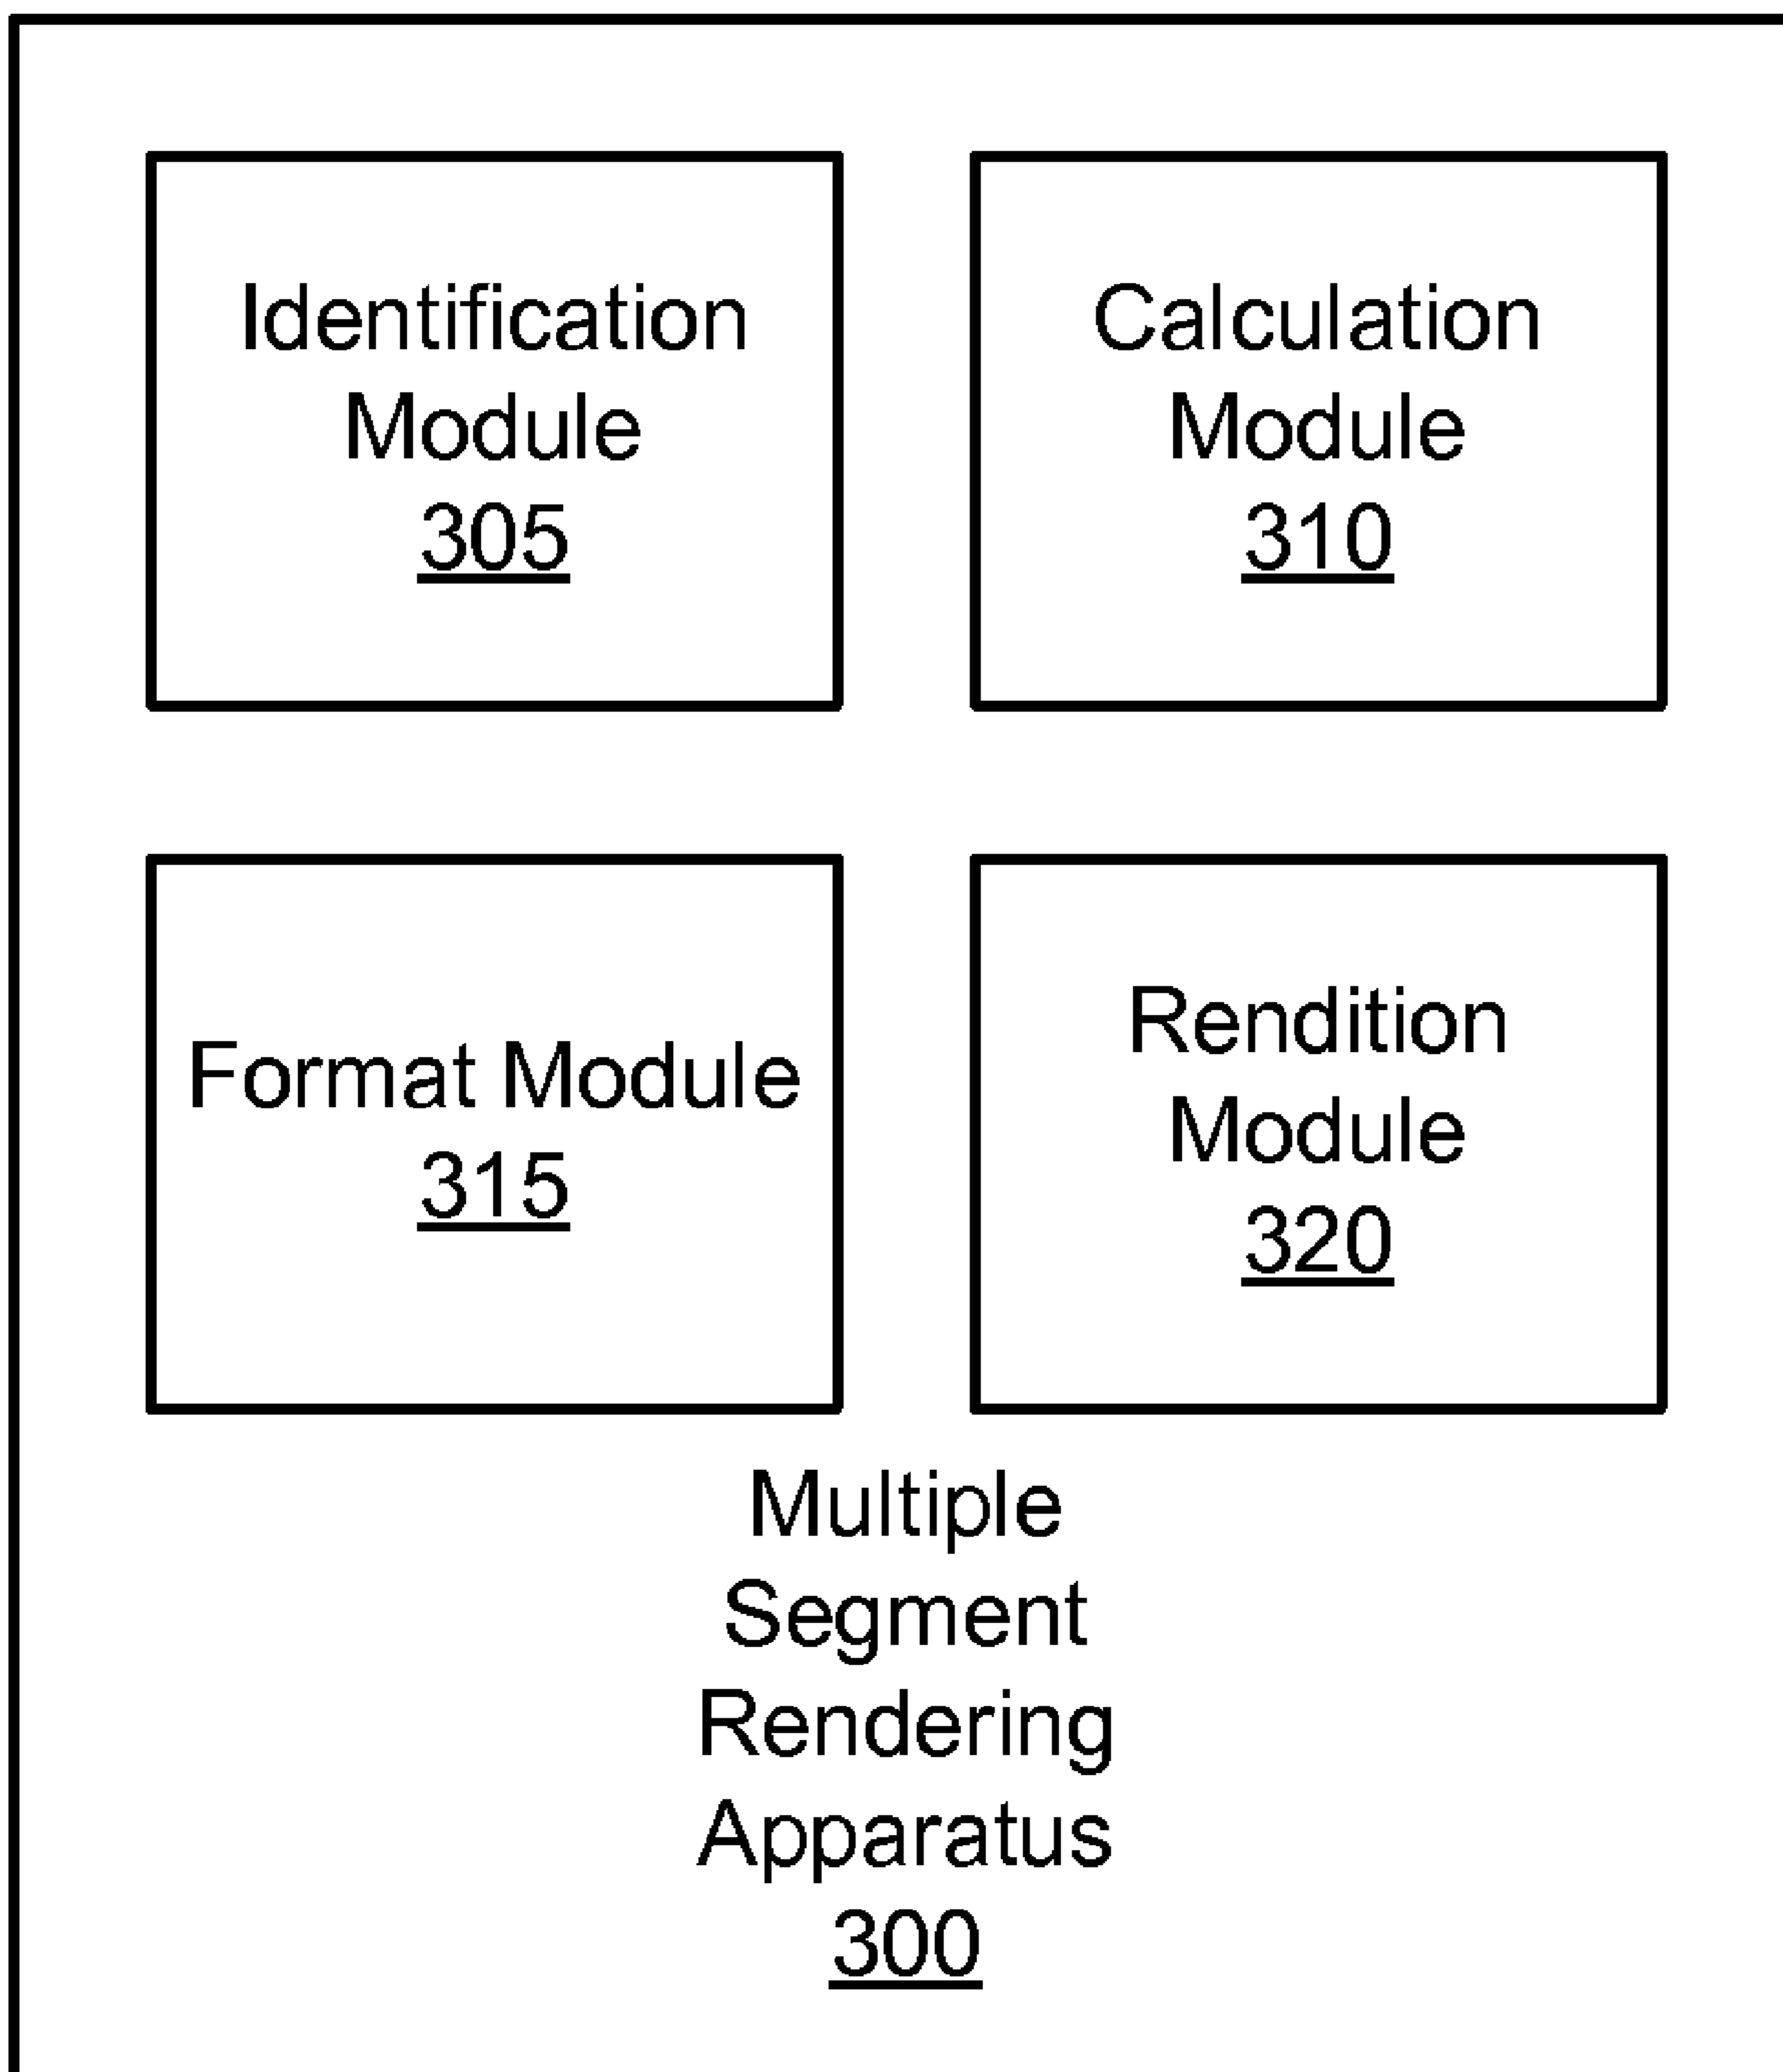 Identification
Module
305
Calculation
Module
310
Format Module
315
Rendition
Module
320
Multiple
Segment
Rendering
Apparatus
300